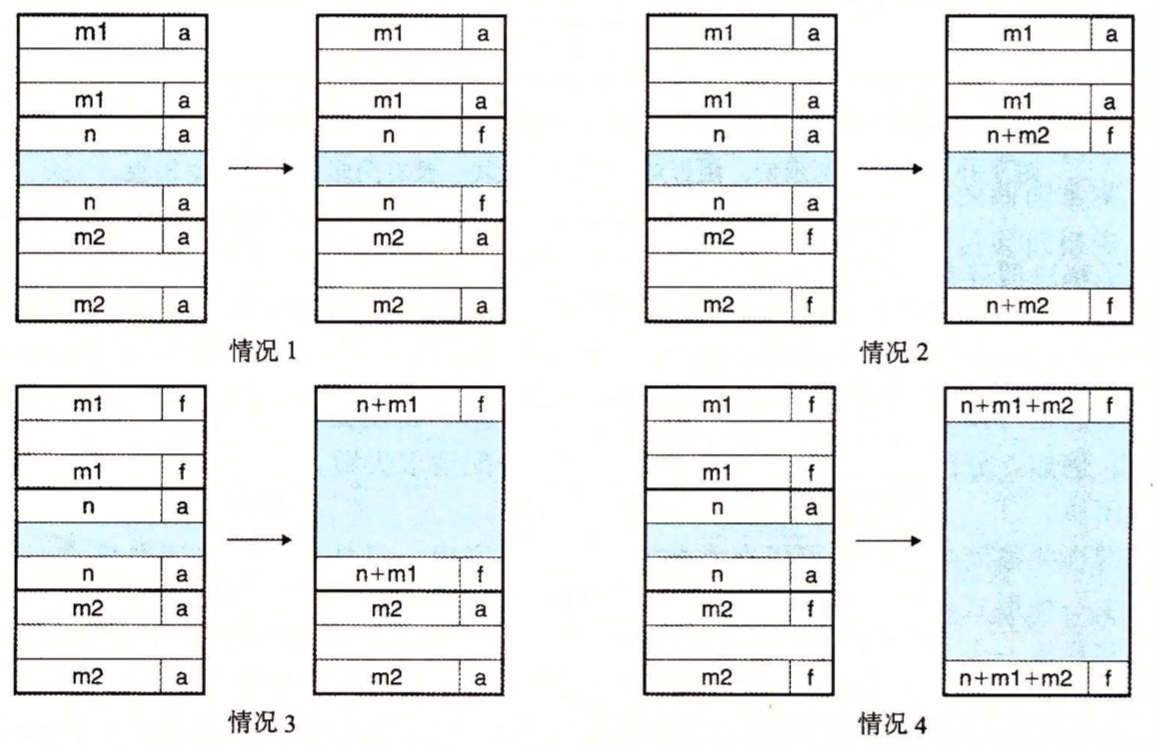 m1 a
m1 a
n a
n a
m2 a
m2 a
m1 a
m1 a
n f
n f
m2 a
m2 a
情况 1
m1 a
m1 a
n a
n a
m2 f
m2 f
m1 a
m1 a
n+m2 f
n+m2 f
情况 2
m1 f
m1 f
n a
n a
m2 a
m2 a
n+m1 f
n+m1 f
m2 a
m2 a
情况 3
m1 f
m1 f
n a
n a
m2 f
m2 f
n+m1+m2 f
n+m1+m2 f
情况 4